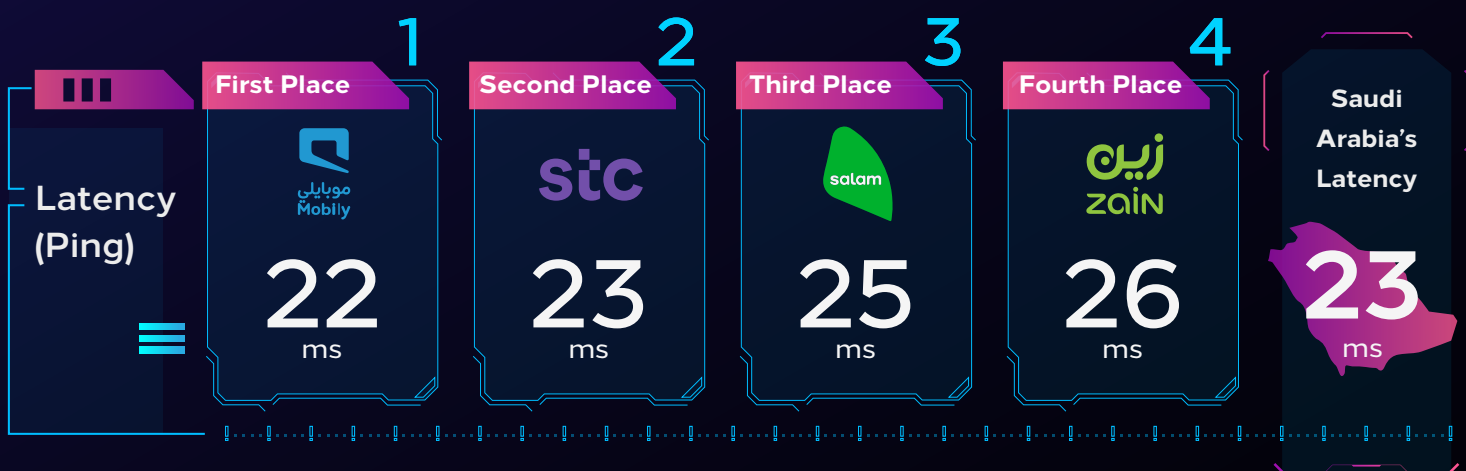 Latency
(Ping)
1
First Place
موبايلي
Mobily
22
ms
2
Second Place
stc
23
ms
3
Third Place
salam
25
ms
4
Fourth Place
زين
zain
26
ms
Saudi
Arabia's
Latency
23
ms